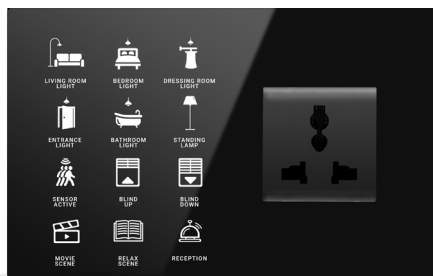 LIVING ROOM
LIGHT
BEDROOM
LIGHT
DRESSING ROOM
LIGHT
ENTRANCE
LIGHT
BATHROOM
LIGHT
STANDING
LAMP
SENSOR
ACTIVE
BLIND
UP
BLIND
DOWN
MOVIE
SCENE
RELAX
SCENE
RECEPTION